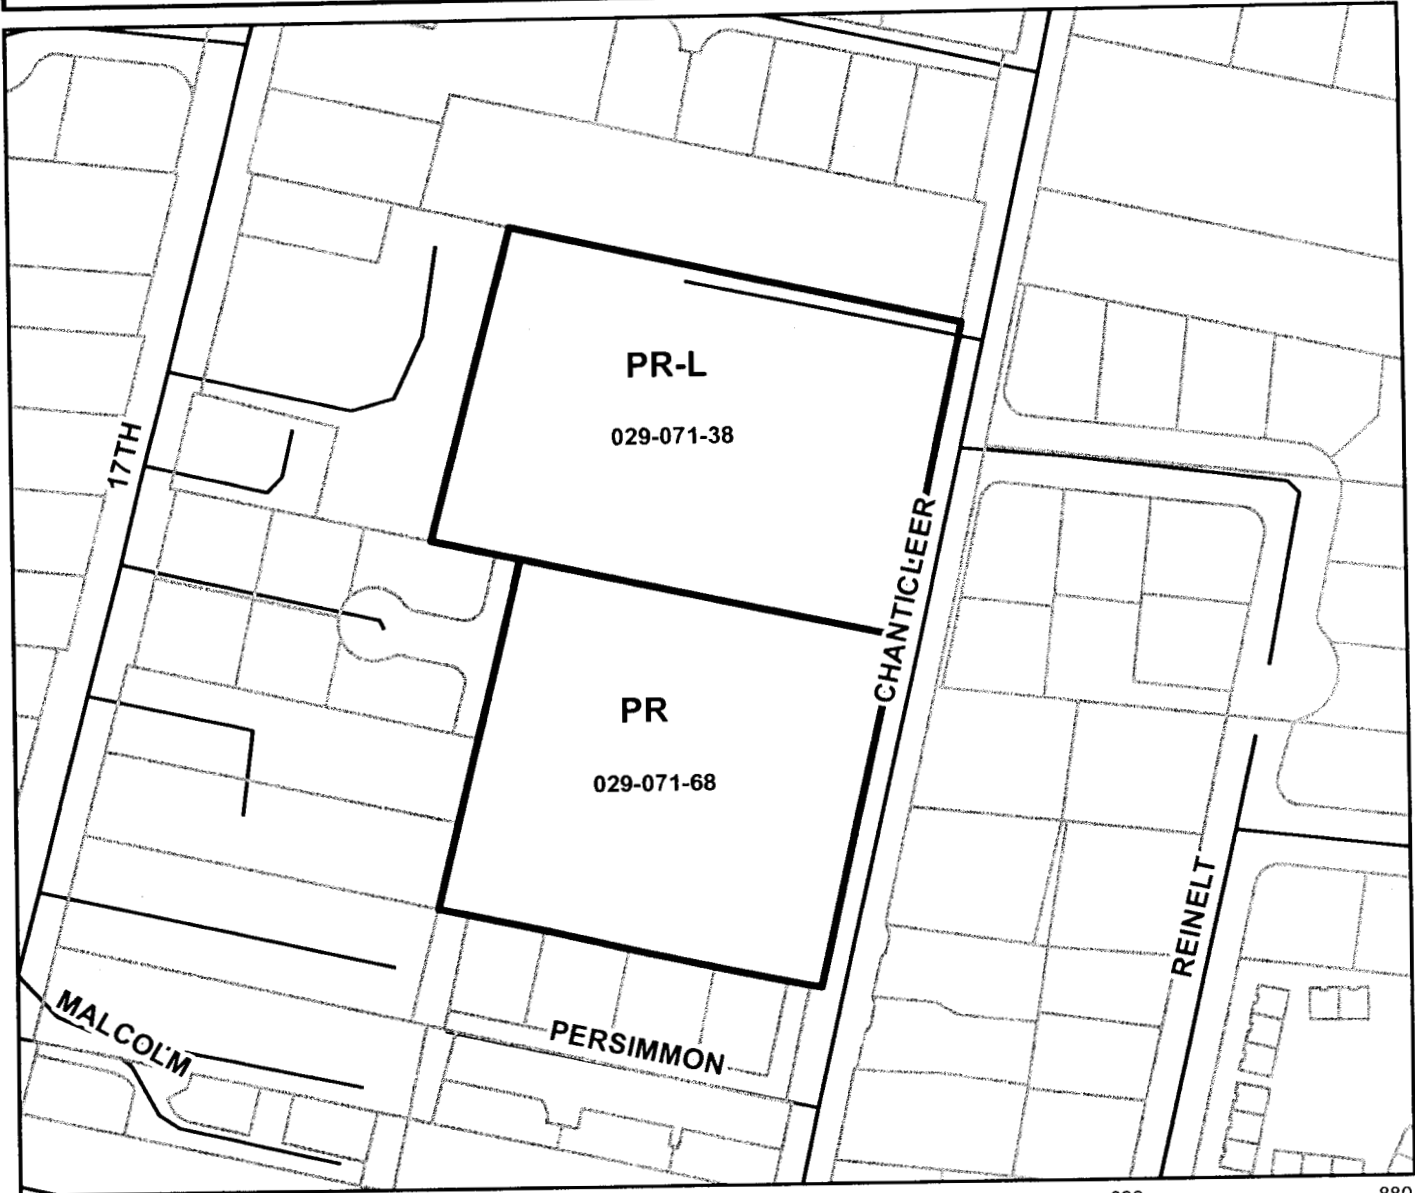 PR-L
029-071-38
17TH
CHANTICLEER
PR
029-071-68
REINELT
MALCOLM
PERSIMMON